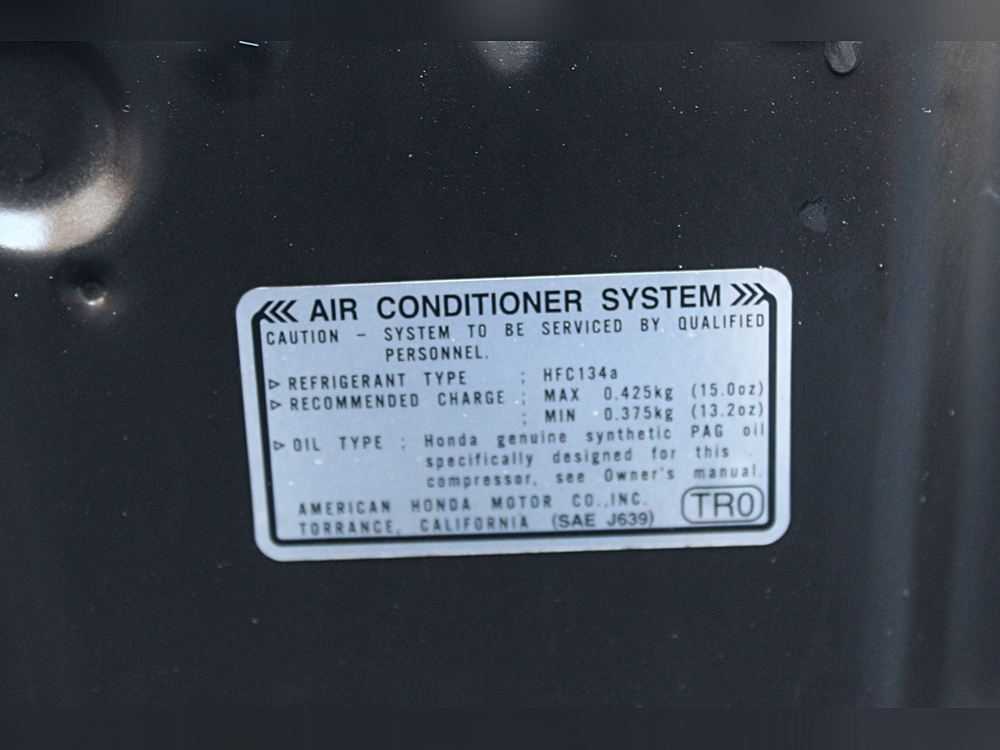 AIR CONDITIONER SYSTEM
CAUTION - SYSTEM TO BE SERVICED BY QUALIFIED
PERSONNEL.
▷ REFRIGERANT TYPE : HFC134a
▷ RECOMMENDED CHARGE : MAX 0.425kg (15.0oz)
: MIN 0.375kg (13.2oz)
▷ OIL TYPE : Honda genuine synthetic PAG oil
specifically designed for this
compressor, see Owner's manual.
AMERICAN HONDA MOTOR CO.,INC.
TORRANCE, CALIFORNIA (SAE J639)
TR0